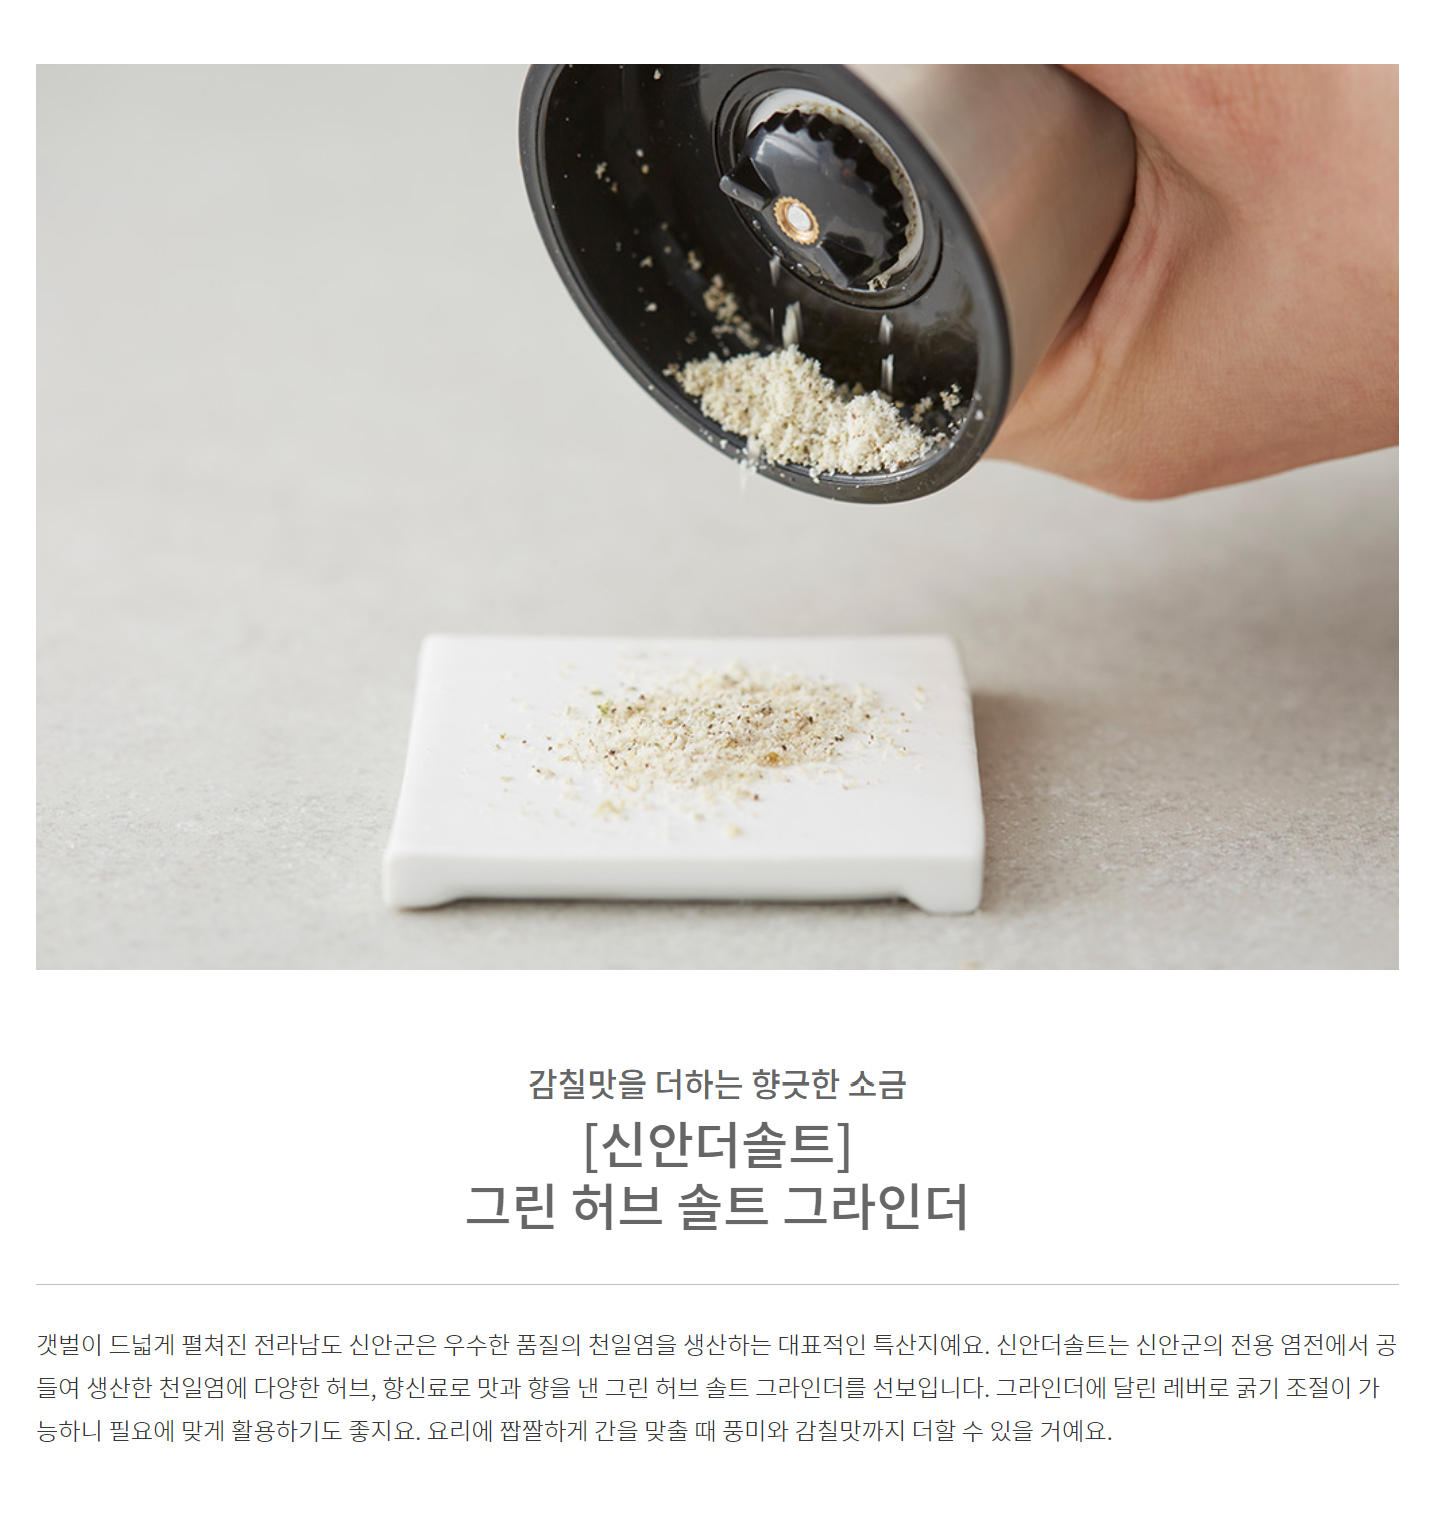 감칠맛을 더하는 향긋한 소금
[신안더솔트]
그린 허브 솔트 그라인더
갯벌이 드넓게 펼쳐진 전라남도 신안군은 우수한 품질의 천일염을 생산하는 대표적인 특산지예요. 신안더솔트는 신안군의 전용 염전에서 공
들여 생산한 천일염에 다양한 허브, 향신료로 맛과 향을 낸 그린 허브 솔트 그라인더를 선보입니다. 그라인더에 달린 레버로 굵기 조절이 가
능하니 필요에 맞게 활용하기도 좋지요. 요리에 짭짤하게 간을 맞출 때 풍미와 감칠맛까지 더할 수 있을 거예요.